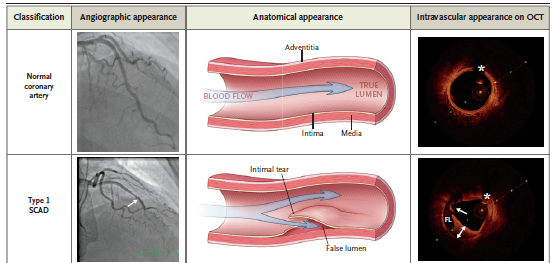 Classification
Angiographic appearance
Anatomical appearance
Intravascular appearance on OCT
Normal
coronary
artery
Adventitia
BLOOD FLOW
TRUE
LUMEN
Intima
Media
*
Type 1
SCAD
Intimal tear
False lumen
FL
*